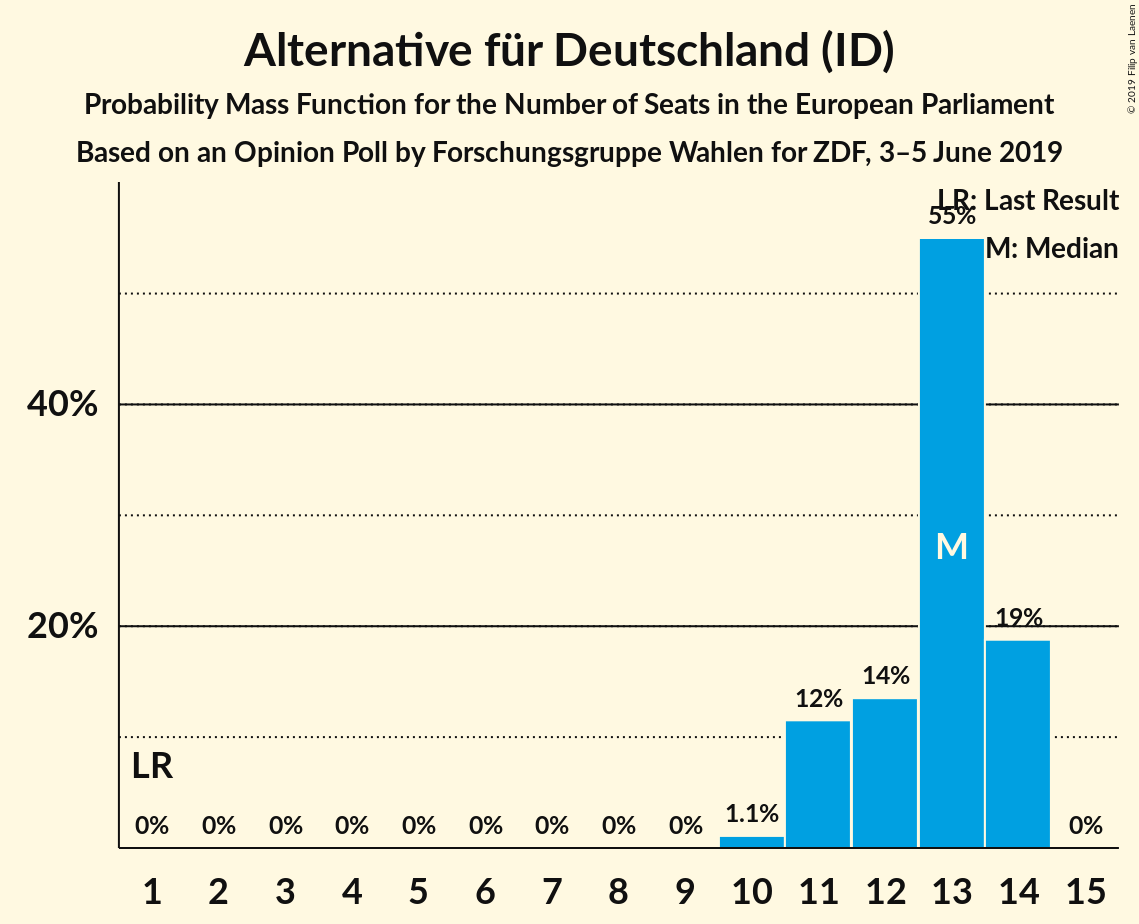 Alternative für Deutschland (ID)
Probability Mass Function for the Number of Seats in the European Parliament
Based on an Opinion Poll by Forschungsgruppe Wahlen for ZDF, 3–5 June 2019
© 2019 Filip van Laenen
LR: Last Result
M: Median
55%
40%
M
20%
19%
14%
12%
LR
1.1%
0% 0% 0% 0% 0% 0% 0% 0% 0% 0%
1 2 3 4 5 6 7 8 9 10 11 12 13 14 15